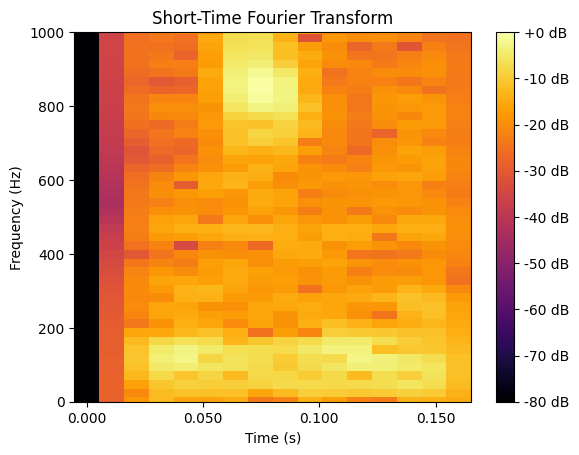 Short-Time Fourier Transform
1000
800
600
400
200
0
Frequency (Hz)
0.000
0.050
0.100
0.150
Time (s)
+0 dB
-10 dB
-20 dB
-30 dB
-40 dB
-50 dB
-60 dB
-70 dB
-80 dB